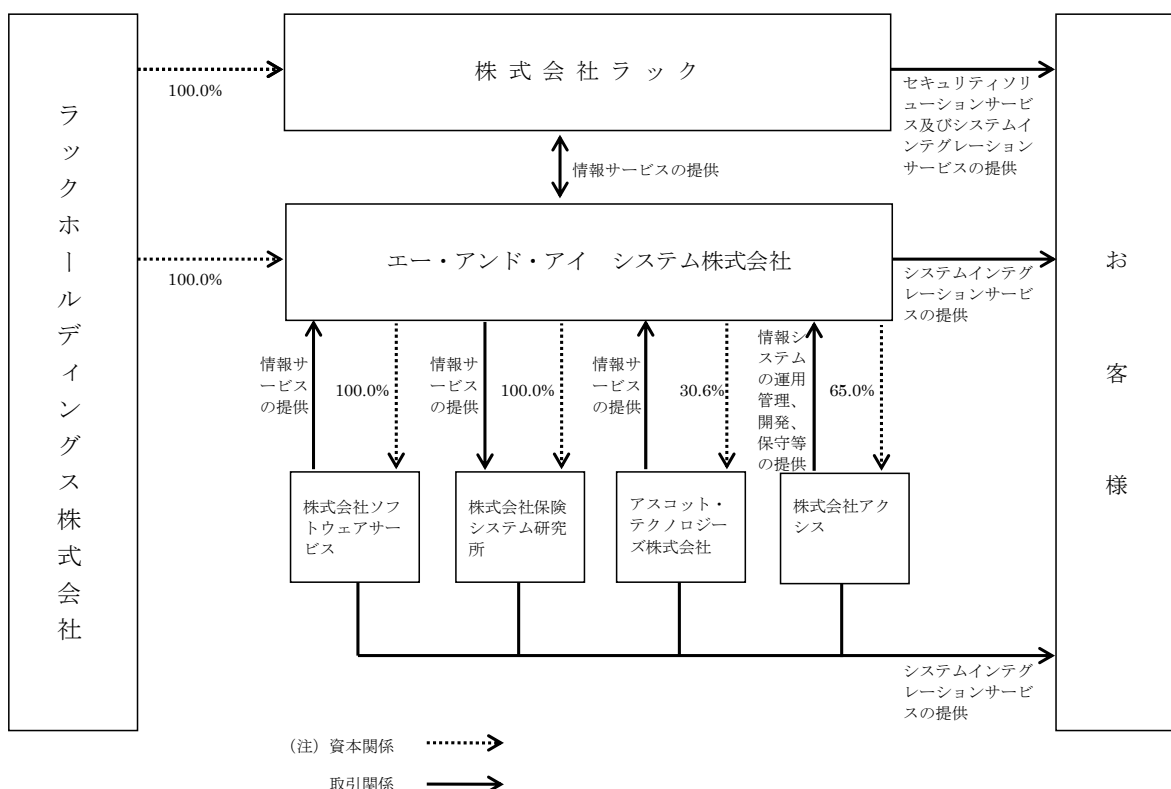 ラックホールディングス株式会社
株式会社ラック
100.0%
セキュリティソリ
ューションサービ
ス及びシステムイ
ンテグレーション
サービスの提供
情報サービスの提供
エー・アンド・アイ　システム株式会社
100.0%
システムインテグ
レーションサービ
スの提供
お客様
情報サ
ービス
の提供
100.0%
情報サ
ービス
の提供
100.0%
情報サ
ービス
の提供
30.6%
情報シ
ステム
の運用
管理、
開発、
保守等
の提供
65.0%
株式会社ソフ
トウェアサー
ビス
株式会社保険
システム研究
所
アスコット・
テクノロジー
ズ株式会社
株式会社アク
シス
システムインテグ
レーションサービ
スの提供
（注）資本関係
取引関係